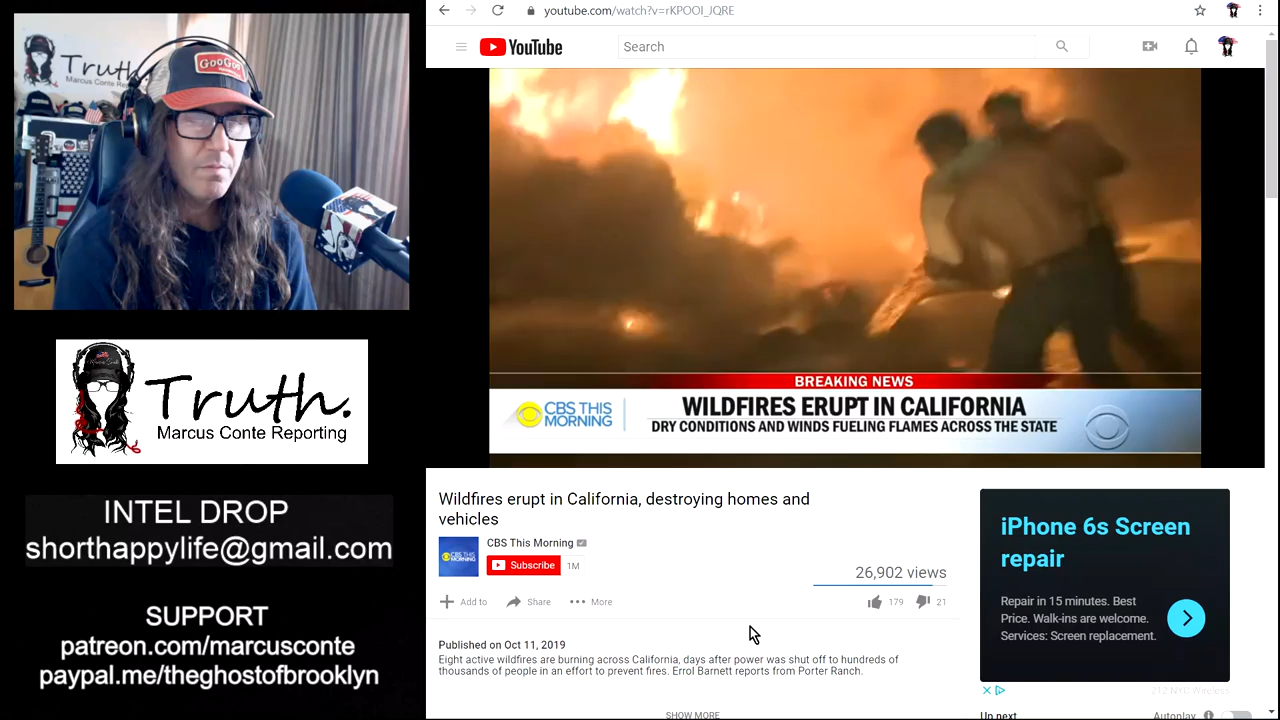 Truth.
Marcus Conte Reporting
GooGoo
Truth.
Marcus Conte Reporting
INTEL DROP
shorthappylife@gmail.com
SUPPORT
patreon.com/marcusconte
paypal.me/theghostofbrooklyn
youtube.com/watch?v=rKPOOI_JQRE
YouTube
Search
BREAKING NEWS
CBS THIS
MORNING
WILDFIRES ERUPT IN CALIFORNIA
DRY CONDITIONS AND WINDS FUELING FLAMES ACROSS THE STATE
Wildfires erupt in California, destroying homes and
vehicles
CBS This Morning
Subscribe 1M
26,902 views
Add to Share More
179 21
Published on Oct 11, 2019
Eight active wildfires are burning across California, days after power was shut off to hundreds of
thousands of people in an effort to prevent fires. Errol Barnett reports from Porter Ranch.
SHOW MORE
iPhone 6s Screen
repair
Repair in 15 minutes. Best
Price. Walk-ins are welcome.
Services: Screen replacement.
212 NYC Wireless
Up next
Autoplay